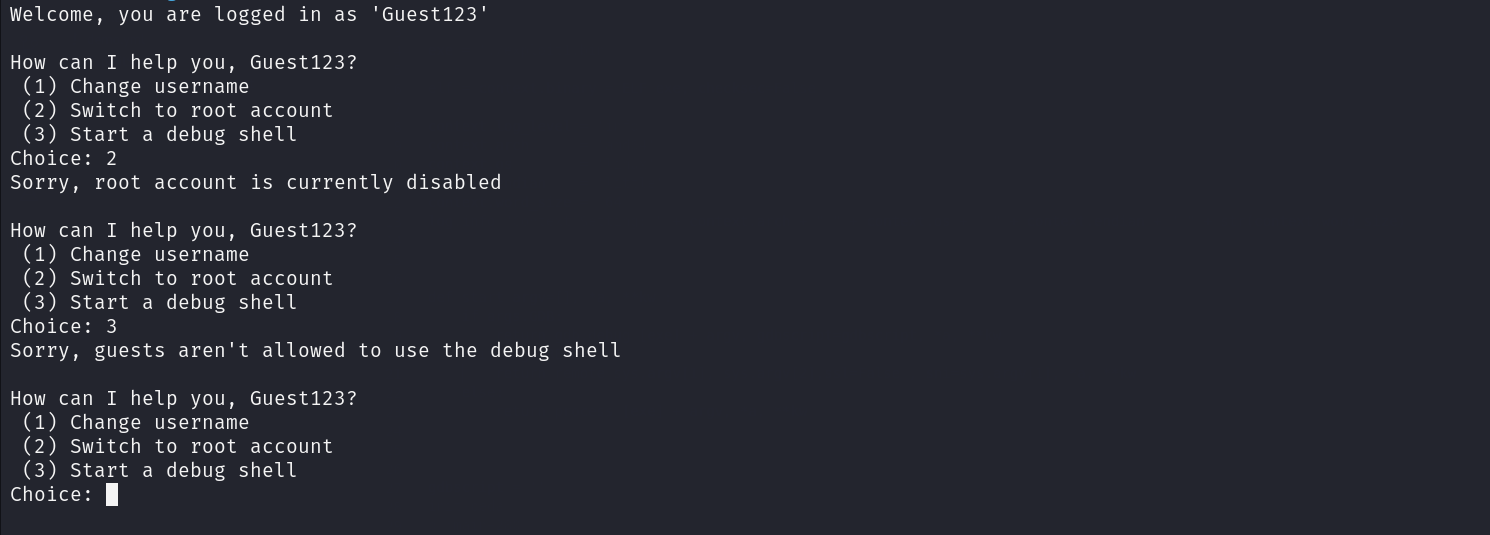 Welcome, you are logged in as 'Guest123'
How can I help you, Guest123?
(1) Change username
(2) Switch to root account
(3) Start a debug shell
Choice: 2
Sorry, root account is currently disabled
How can I help you, Guest123?
(1) Change username
(2) Switch to root account
(3) Start a debug shell
Choice: 3
Sorry, guests aren't allowed to use the debug shell
How can I help you, Guest123?
(1) Change username
(2) Switch to root account
(3) Start a debug shell
Choice: